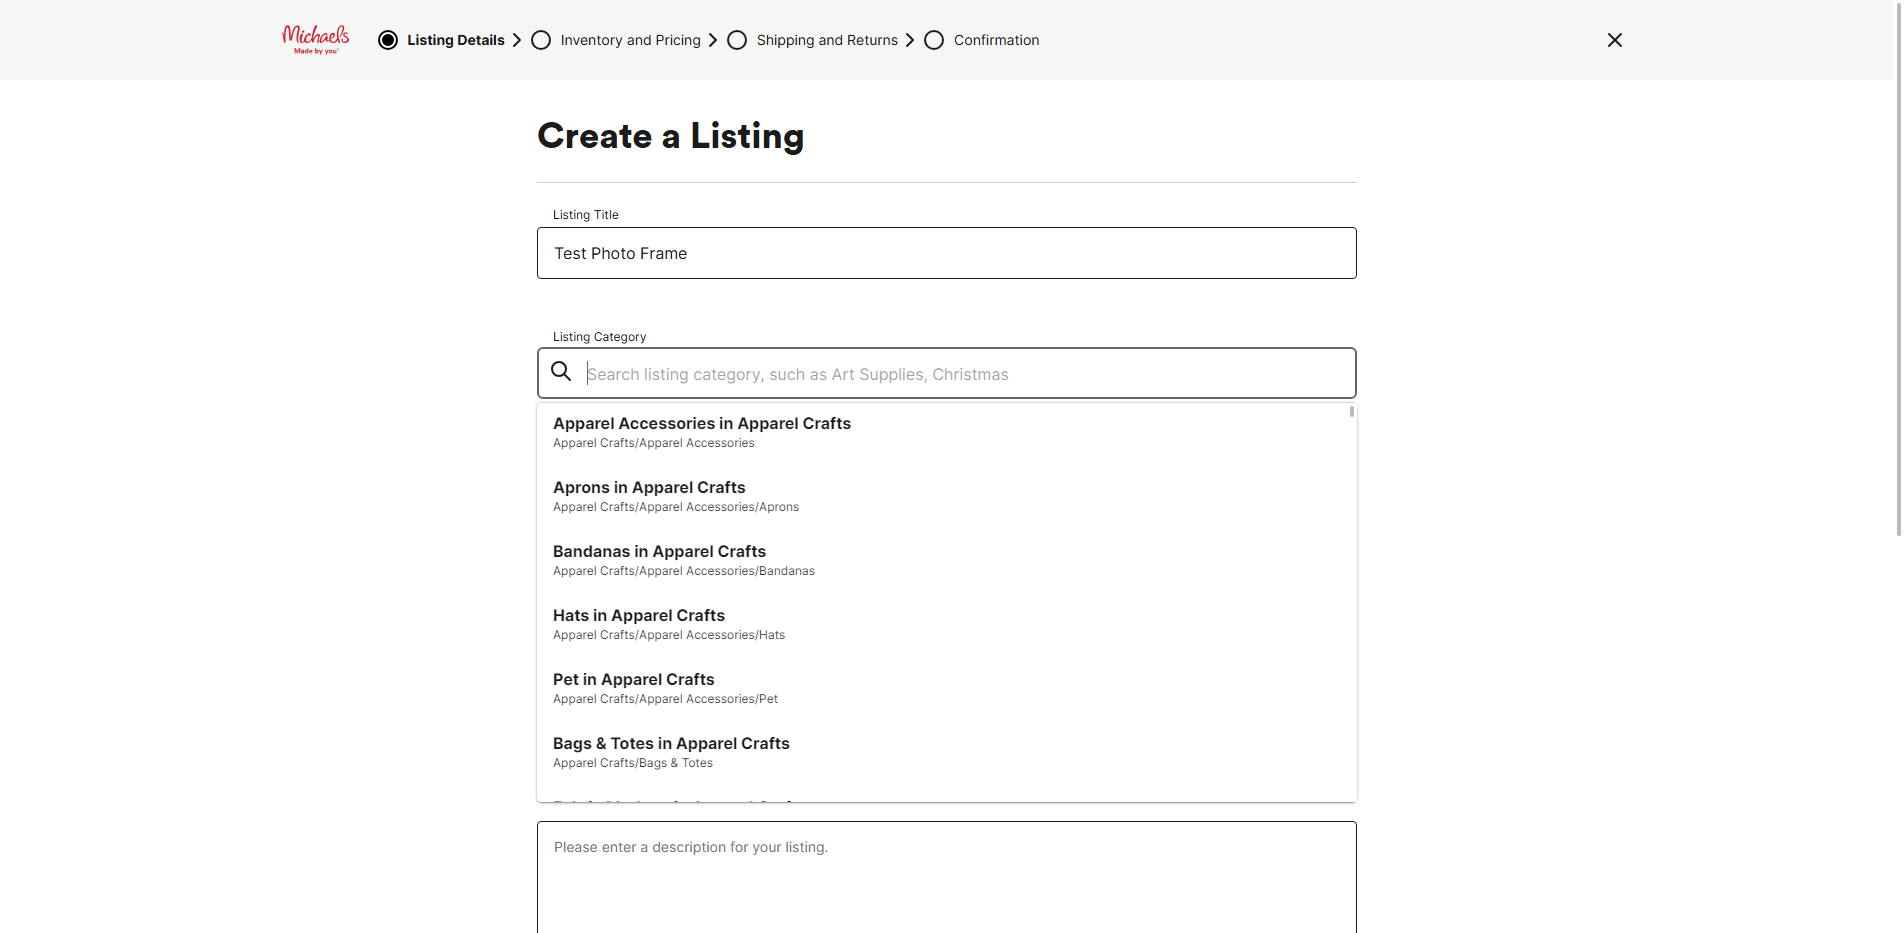 Michaels
Made by you
Listing Details
Inventory and Pricing
Shipping and Returns
Confirmation
Create a Listing
Listing Title
Test Photo Frame
Listing Category
Search listing category, such as Art Supplies, Christmas
Apparel Accessories in Apparel Crafts
Apparel Crafts/Apparel Accessories
Aprons in Apparel Crafts
Apparel Crafts/Apparel Accessories/Aprons
Bandanas in Apparel Crafts
Apparel Crafts/Apparel Accessories/Bandanas
Hats in Apparel Crafts
Apparel Crafts/Apparel Accessories/Hats
Pet in Apparel Crafts
Apparel Crafts/Apparel Accessories/Pet
Bags & Totes in Apparel Crafts
Apparel Crafts/Bags & Totes
Please enter a description for your listing.